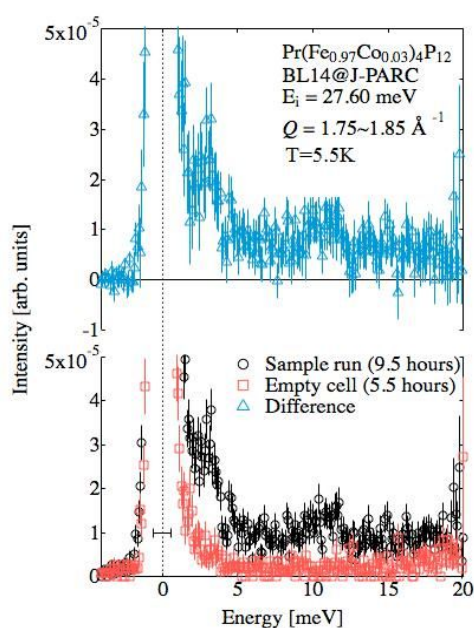 5x10⁻⁵
4
3
2
1
0
-1
Pr(Fe₀.₉₇Co₀.₀₃)₄P₁₂
BL14@J-PARC
Eᵢ = 27.60 meV
Q = 1.75~1.85 Å ⁻¹
T=5.5K
Intensity [arb. units]
5x10⁻⁵
4
3
2
1
0
Sample run (9.5 hours)
Empty cell (5.5 hours)
Difference
0 5 10 15 20
Energy [meV]